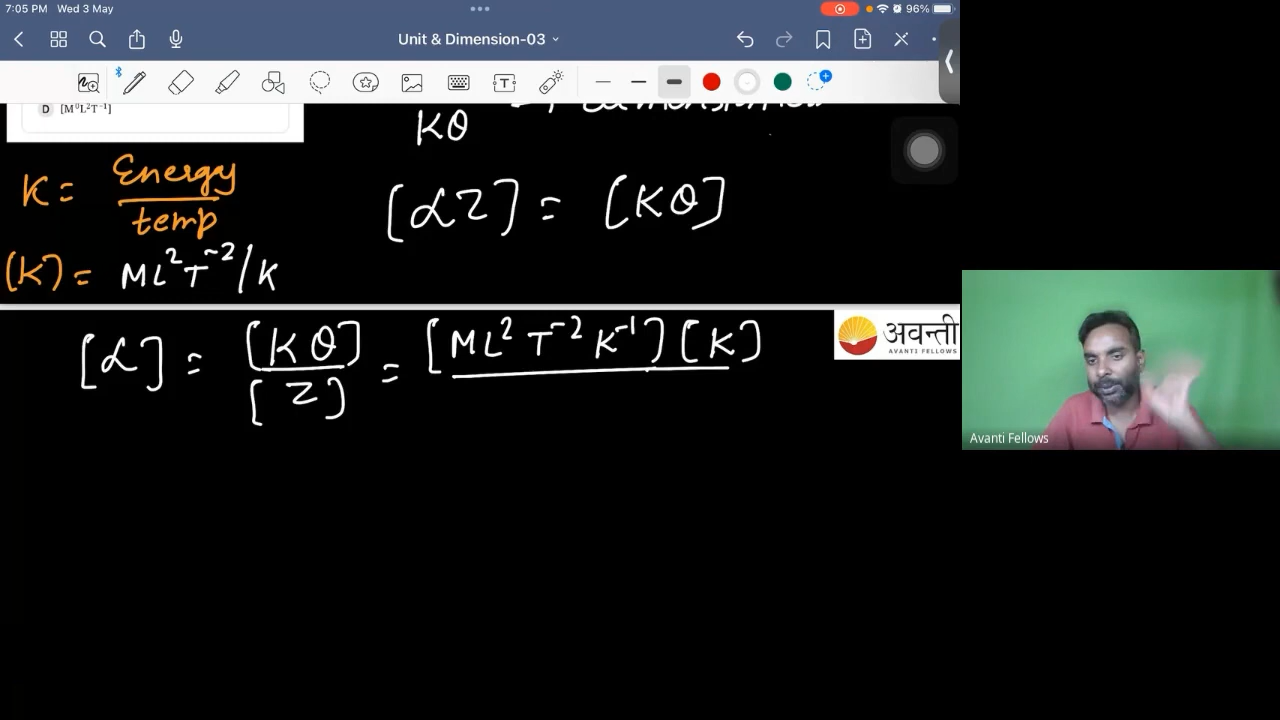 7:05 PM Wed 3 May
96%
Unit & Dimension-03
D [M⁰L²T⁻¹]
Kθ
K = Energy / temp
[αZ] = [Kθ]
[K] = ML²T⁻²/K
[α] = [Kθ] / [Z] = [ML²T⁻²K⁻¹] [K]
अवन्ती
AVANTI FELLOWS
Avanti Fellows